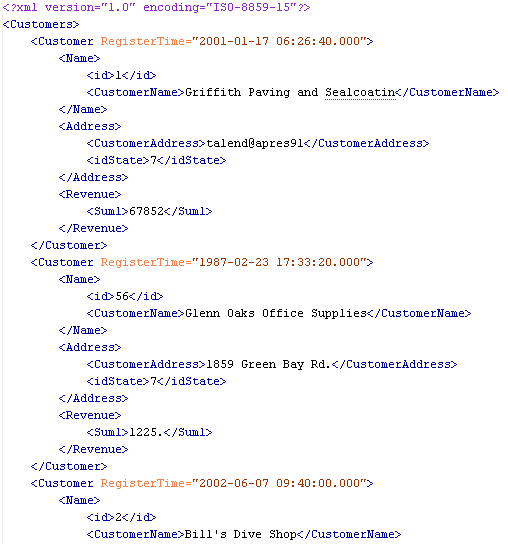 <?xml version="1.0" encoding="ISO-8859-15"?>
<Customers>
<Customer RegisterTime="2001-01-17 06:26:40.000">
<Name>
<id>1</id>
<CustomerName>Griffith Paving and Sealcoatin</CustomerName>
</Name>
<Address>
<CustomerAddress>talend@apres91</CustomerAddress>
<idState>7</idState>
</Address>
<Revenue>
<Sum1>67852</Sum1>
</Revenue>
</Customer>
<Customer RegisterTime="1987-02-23 17:33:20.000">
<Name>
<id>56</id>
<CustomerName>Glenn Oaks Office Supplies</CustomerName>
</Name>
<Address>
<CustomerAddress>1859 Green Bay Rd.</CustomerAddress>
<idState>7</idState>
</Address>
<Revenue>
<Sum1>1225.</Sum1>
</Revenue>
</Customer>
<Customer RegisterTime="2002-06-07 09:40:00.000">
<Name>
<id>2</id>
<CustomerName>Bill's Dive Shop</CustomerName>